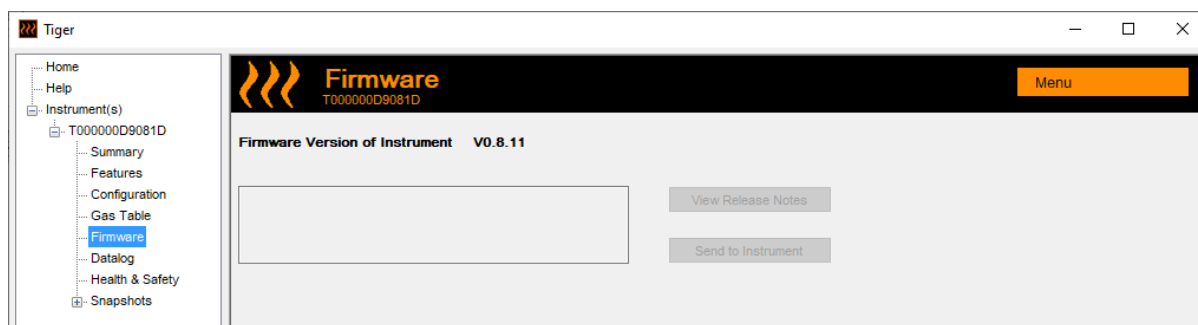 Tiger
Home
Help
Instrument(s)
T000000D9081D
Summary
Features
Configuration
Gas Table
Firmware
Datalog
Health & Safety
Snapshots
Firmware
T000000D9081D
Menu
Firmware Version of Instrument V0.8.11
View Release Notes
Send to Instrument